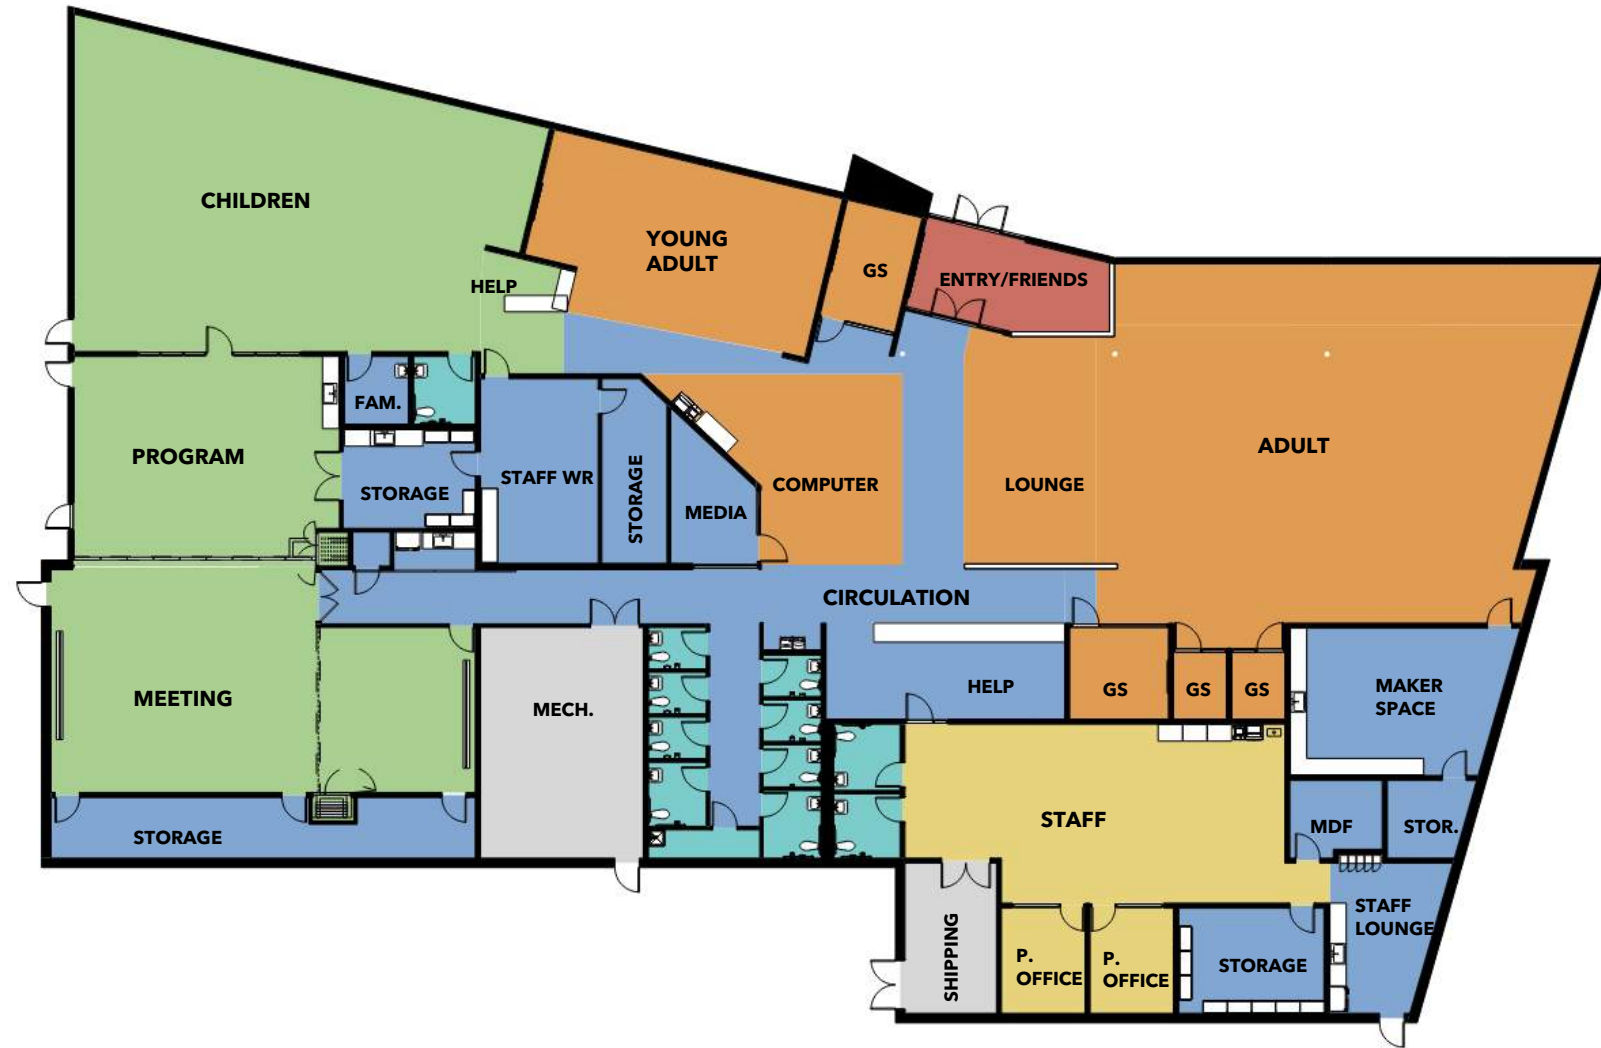 CHILDREN
YOUNG
ADULT
GS
ENTRY/FRIENDS
HELP
FAM.
PROGRAM
STORAGE
STAFF WR
STORAGE
MEDIA
COMPUTER
LOUNGE
ADULT
CIRCULATION
MEETING
MECH.
HELP
GS
GS
GS
MAKER
SPACE
STORAGE
STAFF
MDF
STOR.
SHIPPING
P.
OFFICE
P.
OFFICE
STORAGE
STAFF
LOUNGE